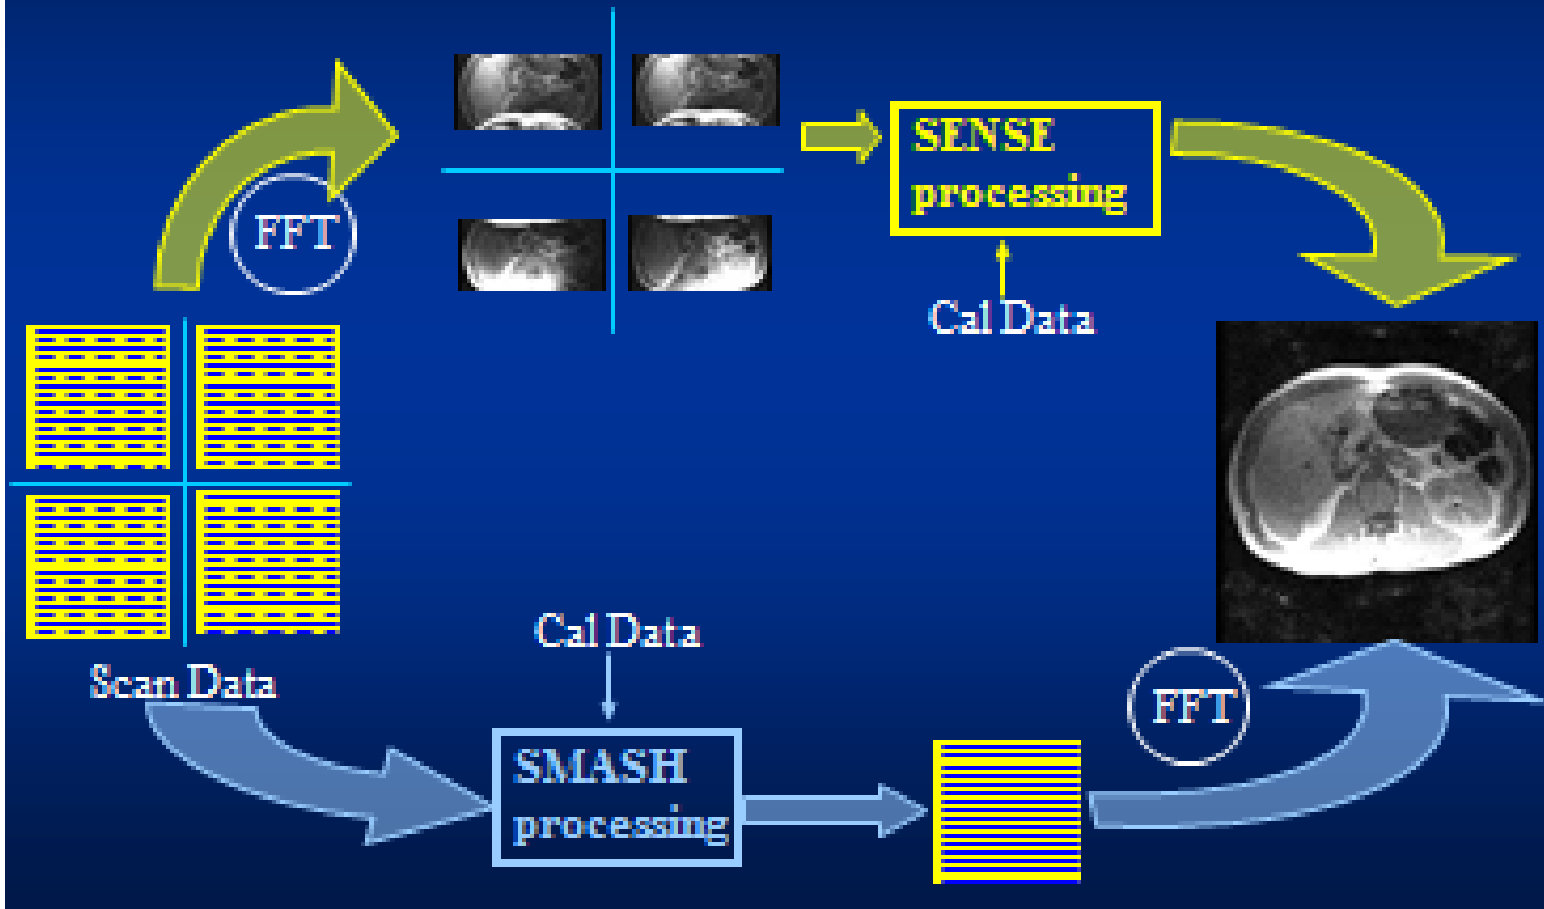 FFT
SENSE
processing
Cal Data
Scan Data
Cal Data
SMASH
processing
FFT